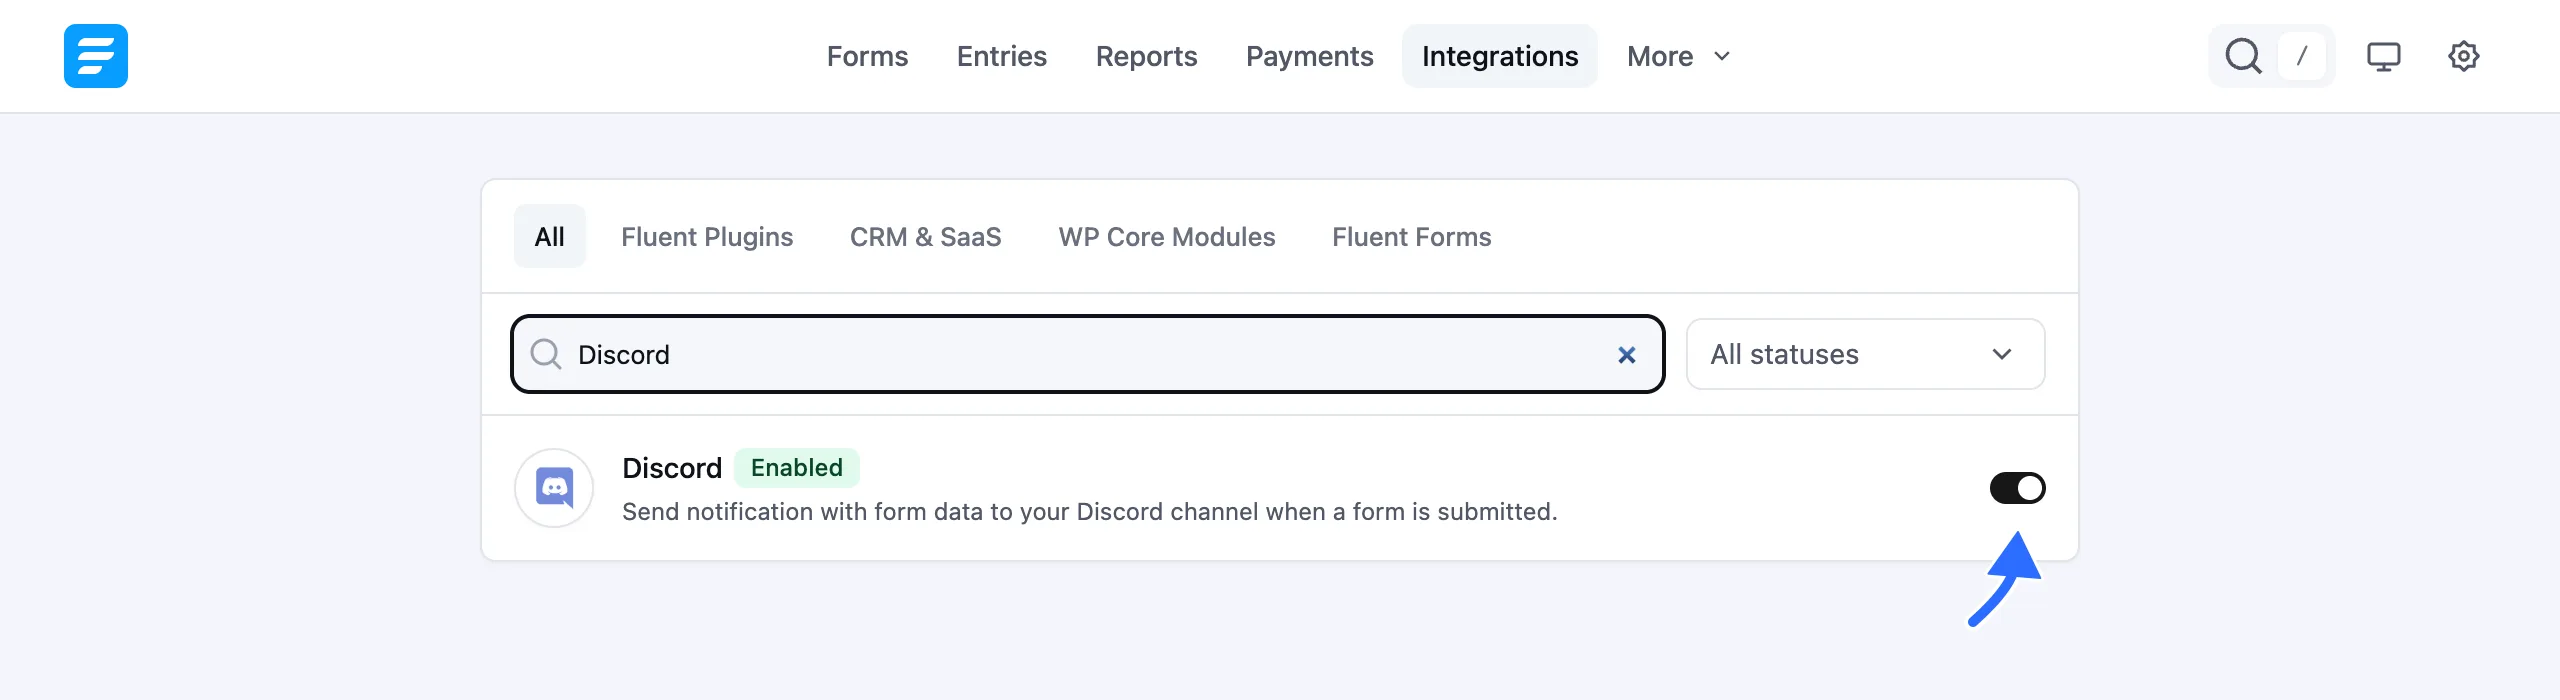 Forms Entries Reports Payments Integrations More /
All Fluent Plugins CRM & SaaS WP Core Modules Fluent Forms
Discord All statuses
Discord Enabled
Send notification with form data to your Discord channel when a form is submitted.